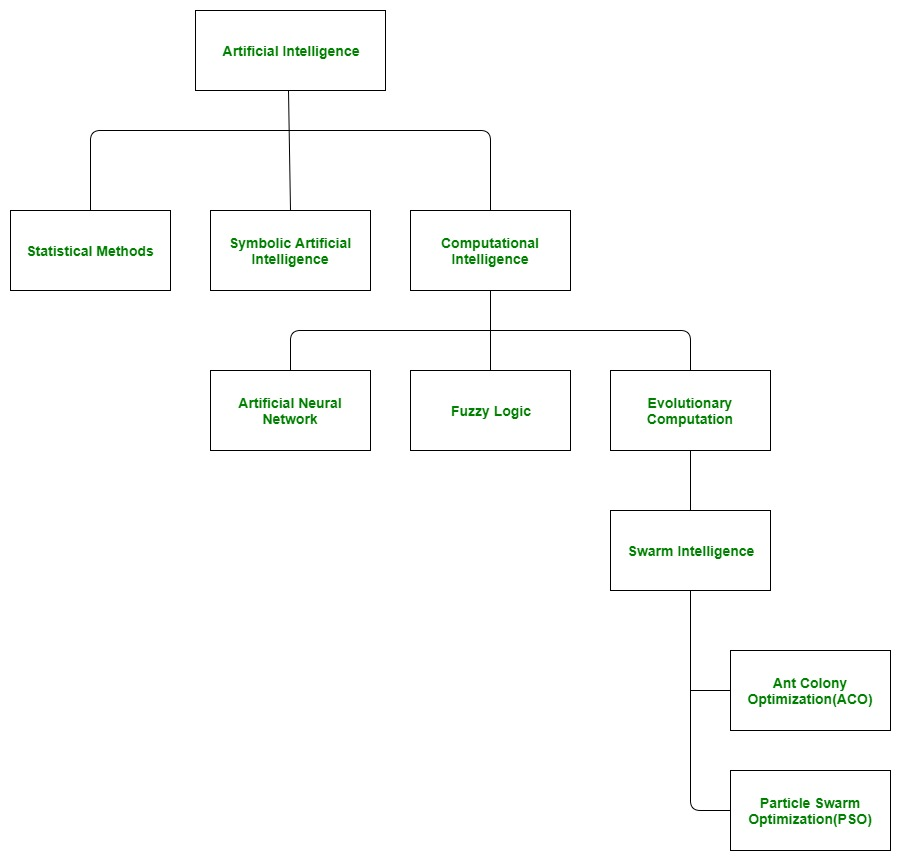 Artificial Intelligence
Statistical Methods
Symbolic Artificial
Intelligence
Computational
Intelligence
Artificial Neural
Network
Fuzzy Logic
Evolutionary
Computation
Swarm Intelligence
Ant Colony
Optimization(ACO)
Particle Swarm
Optimization(PSO)